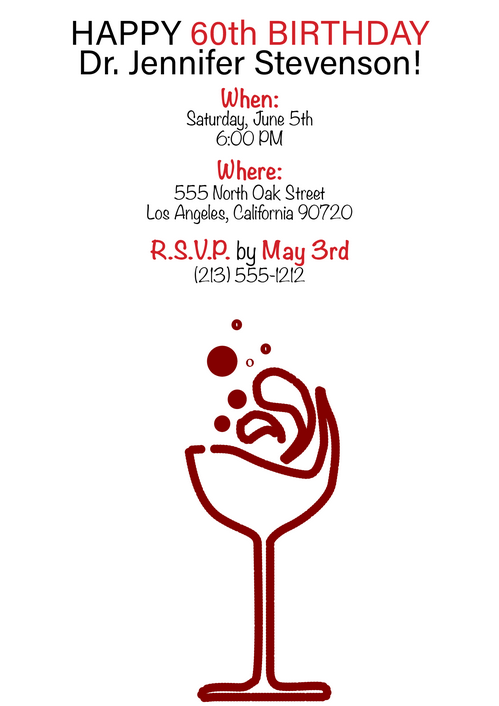 HAPPY 60th BIRTHDAY
Dr. Jennifer Stevenson!
When:
Saturday, June 5th
6:00 PM
Where:
555 North Oak Street
Los Angeles, California 90720
R.S.V.P. by May 3rd
(213) 555-1212